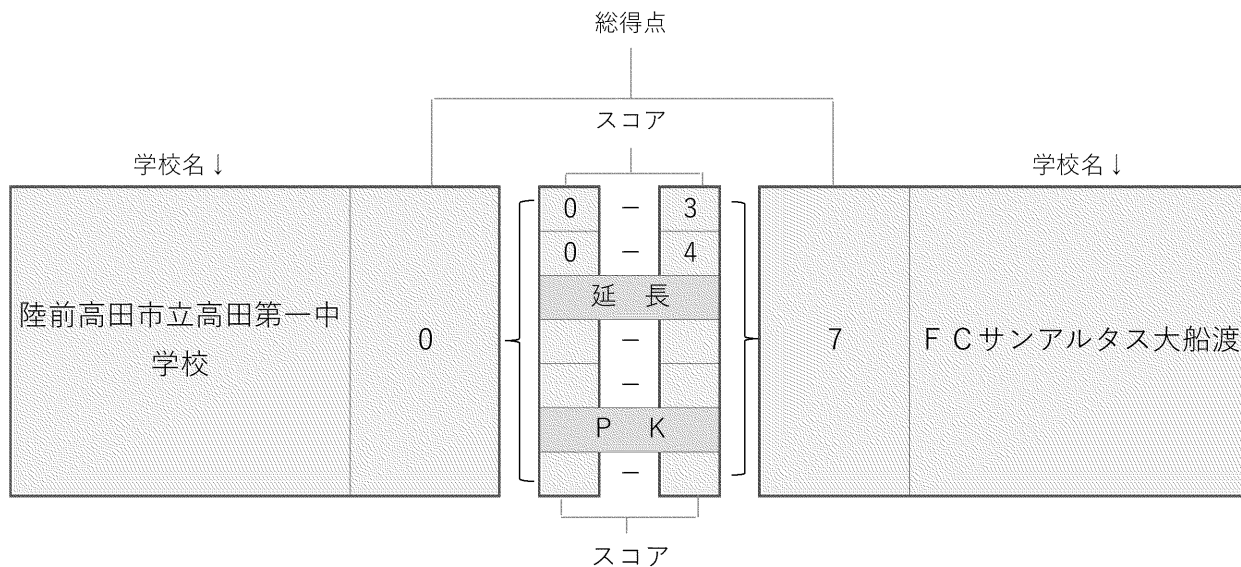 総得点
スコア
学校名↓
学校名↓
0 － 3
0 － 4
延 長
陸前高田市立高田第一中
学校
0
－
7
ＦＣサンアルタス大船渡
－
Ｐ Ｋ
－
スコア